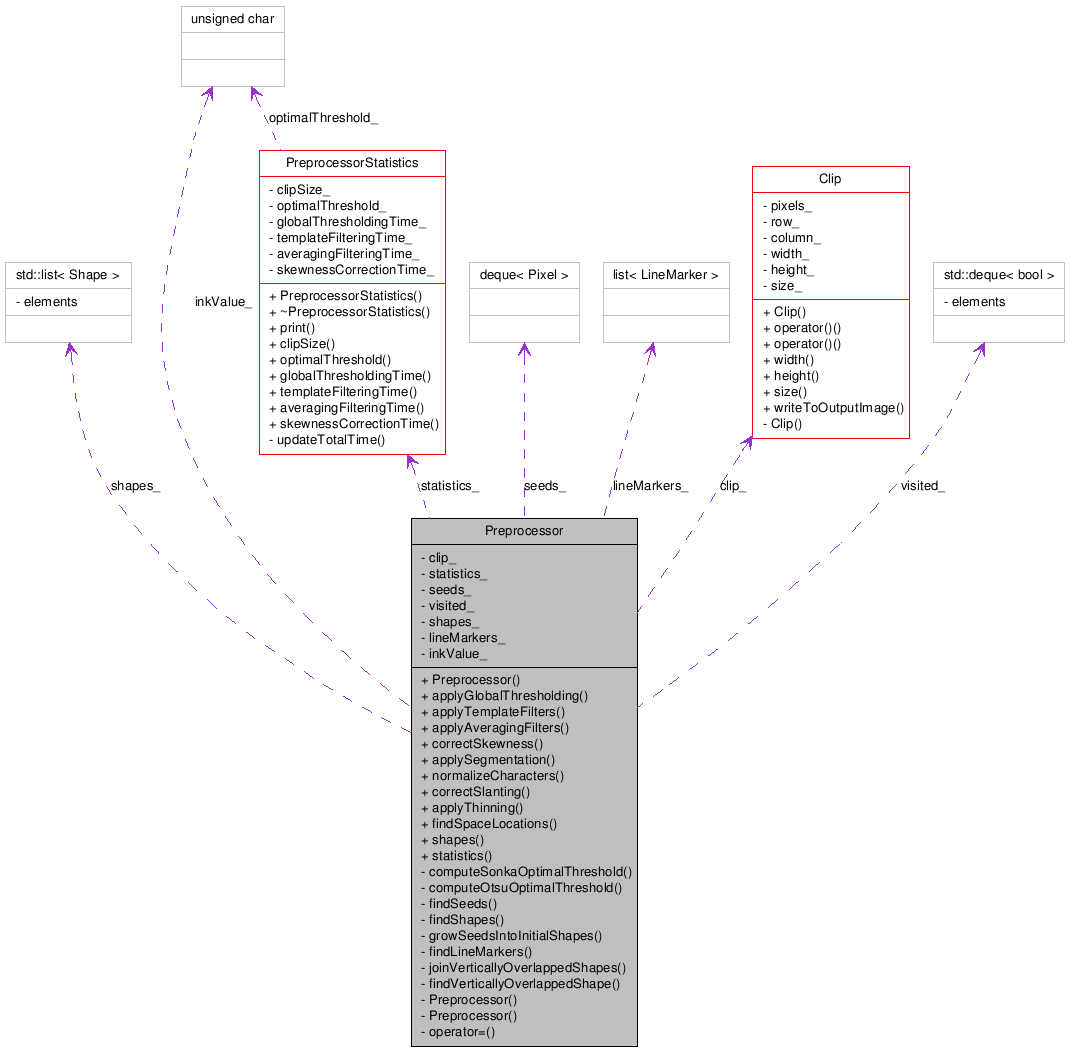 unsigned char
optimalThreshold_
PreprocessorStatistics
- clipSize_
- optimalThreshold_
- globalThresholdingTime_
- templateFilteringTime_
- averagingFilteringTime_
- skewnessCorrectionTime_
+ PreprocessorStatistics()
+ ~PreprocessorStatistics()
+ print()
+ clipSize()
+ optimalThreshold()
+ globalThresholdingTime()
+ templateFilteringTime()
+ averagingFilteringTime()
+ skewnessCorrectionTime()
- updateTotalTime()
Clip
- pixels_
- row_
- column_
- width_
- height_
- size_
+ Clip()
+ operator()()
+ operator()()
+ width()
+ height()
+ size()
+ writeToOutputImage()
- Clip()
std::list< Shape >
- elements
inkValue_
deque< Pixel >
list< LineMarker >
std::deque< bool >
- elements
shapes_
statistics_
seeds_
lineMarkers_
clip_
visited_
Preprocessor
- clip_
- statistics_
- seeds_
- visited_
- shapes_
- lineMarkers_
- inkValue_
+ Preprocessor()
+ applyGlobalThresholding()
+ applyTemplateFilters()
+ applyAveragingFilters()
+ correctSkewness()
+ applySegmentation()
+ normalizeCharacters()
+ correctSlanting()
+ applyThinning()
+ findSpaceLocations()
+ shapes()
+ statistics()
- computeSonkaOptimalThreshold()
- computeOtsuOptimalThreshold()
- findSeeds()
- findShapes()
- growSeedsIntoInitialShapes()
- findLineMarkers()
- joinVerticallyOverlappedShapes()
- findVerticallyOverlappedShape()
- Preprocessor()
- Preprocessor()
- operator=()